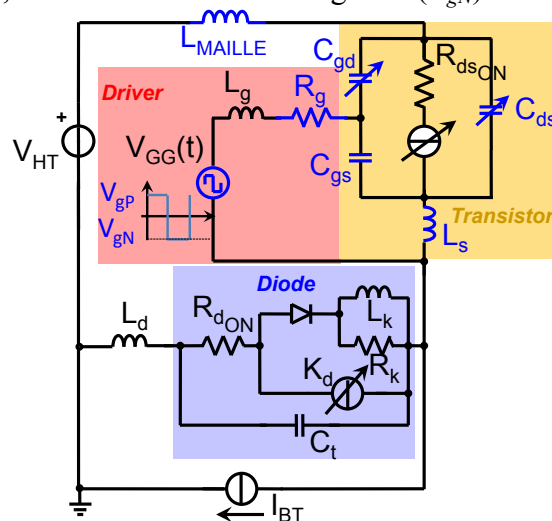 (gN)
L_MAILLE
C_gd
R_dsON
Driver
L_g
R_g
C_ds
V_HT
+
V_GG(t)
C_gs
V_gP
V_gN
L_s
Transistor
Diode
L_d
R_dON
L_k
K_d
R_k
C_t
I_BT